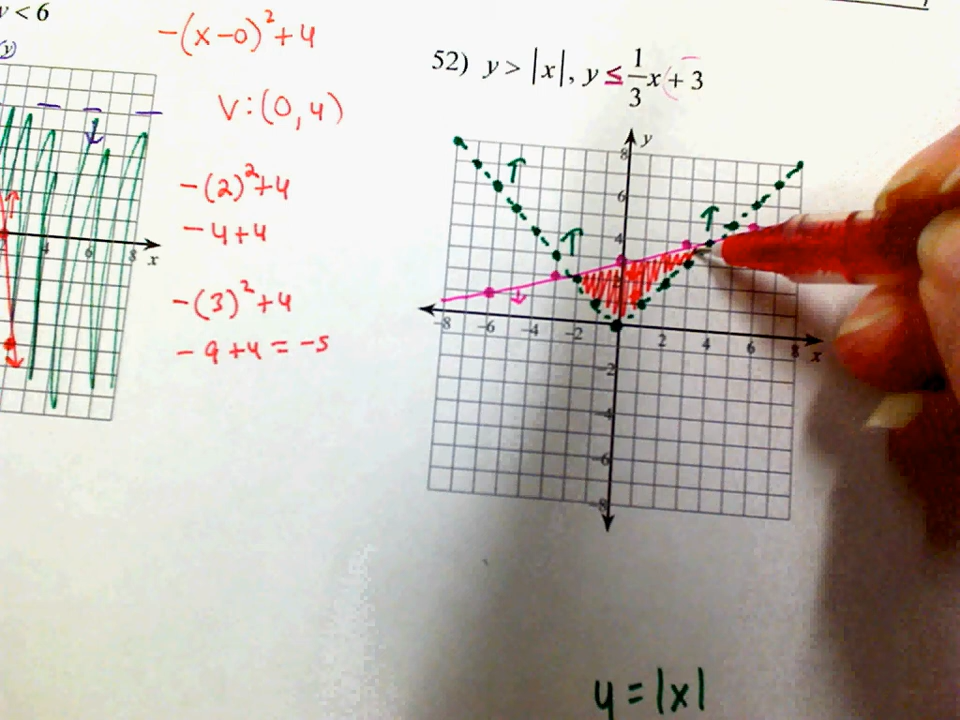 y < 6
(y)
-(x-0)²+4
V:(0,4)
-(2)²+4
-4+4
-(3)²+4
-9+4 = -5
52) y > |x|, y ≤ 1/3x + 3
y
8
6
4
2
-8 -6 -4 -2 2 4 6 8 x
-2
-4
-6
-8
4 6 8 x
y = |x|